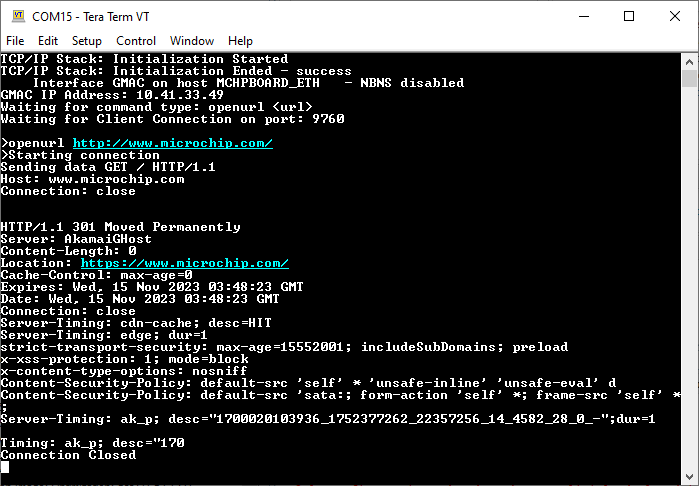 COM15 - Tera Term VT
File Edit Setup Control Window Help
TCP/IP Stack: Initialization Started
TCP/IP Stack: Initialization Ended - success
    Interface GMAC on host MCHPBOARD_ETH   - NBNS disabled
GMAC IP Address: 10.41.33.49
Waiting for command type: openurl <url>
Waiting for Client Connection on port: 9760
>openurl http://www.microchip.com/
>Starting connection
Sending data GET / HTTP/1.1
Host: www.microchip.com
Connection: close
HTTP/1.1 301 Moved Permanently
Server: AkamaiGHost
Content-Length: 0
Location: https://www.microchip.com/
Cache-Control: max-age=0
Expires: Wed, 15 Nov 2023 03:48:23 GMT
Date: Wed, 15 Nov 2023 03:48:23 GMT
Connection: close
Server-Timing: cdn-cache; desc=HIT
Server-Timing: edge; dur=1
strict-transport-security: max-age=15552001; includeSubDomains; preload
x-xss-protection: 1; mode=block
x-content-type-options: nosniff
Content-Security-Policy: default-src 'self' * 'unsafe-inline' 'unsafe-eval' d
Content-Security-Policy: default-src 'sata:; form-action 'self' *; frame-src 'self' *
;
Server-Timing: ak_p; desc="1700020103936_1752377262_22357256_14_4582_28_0_-";dur=1
Timing: ak_p; desc="170
Connection Closed